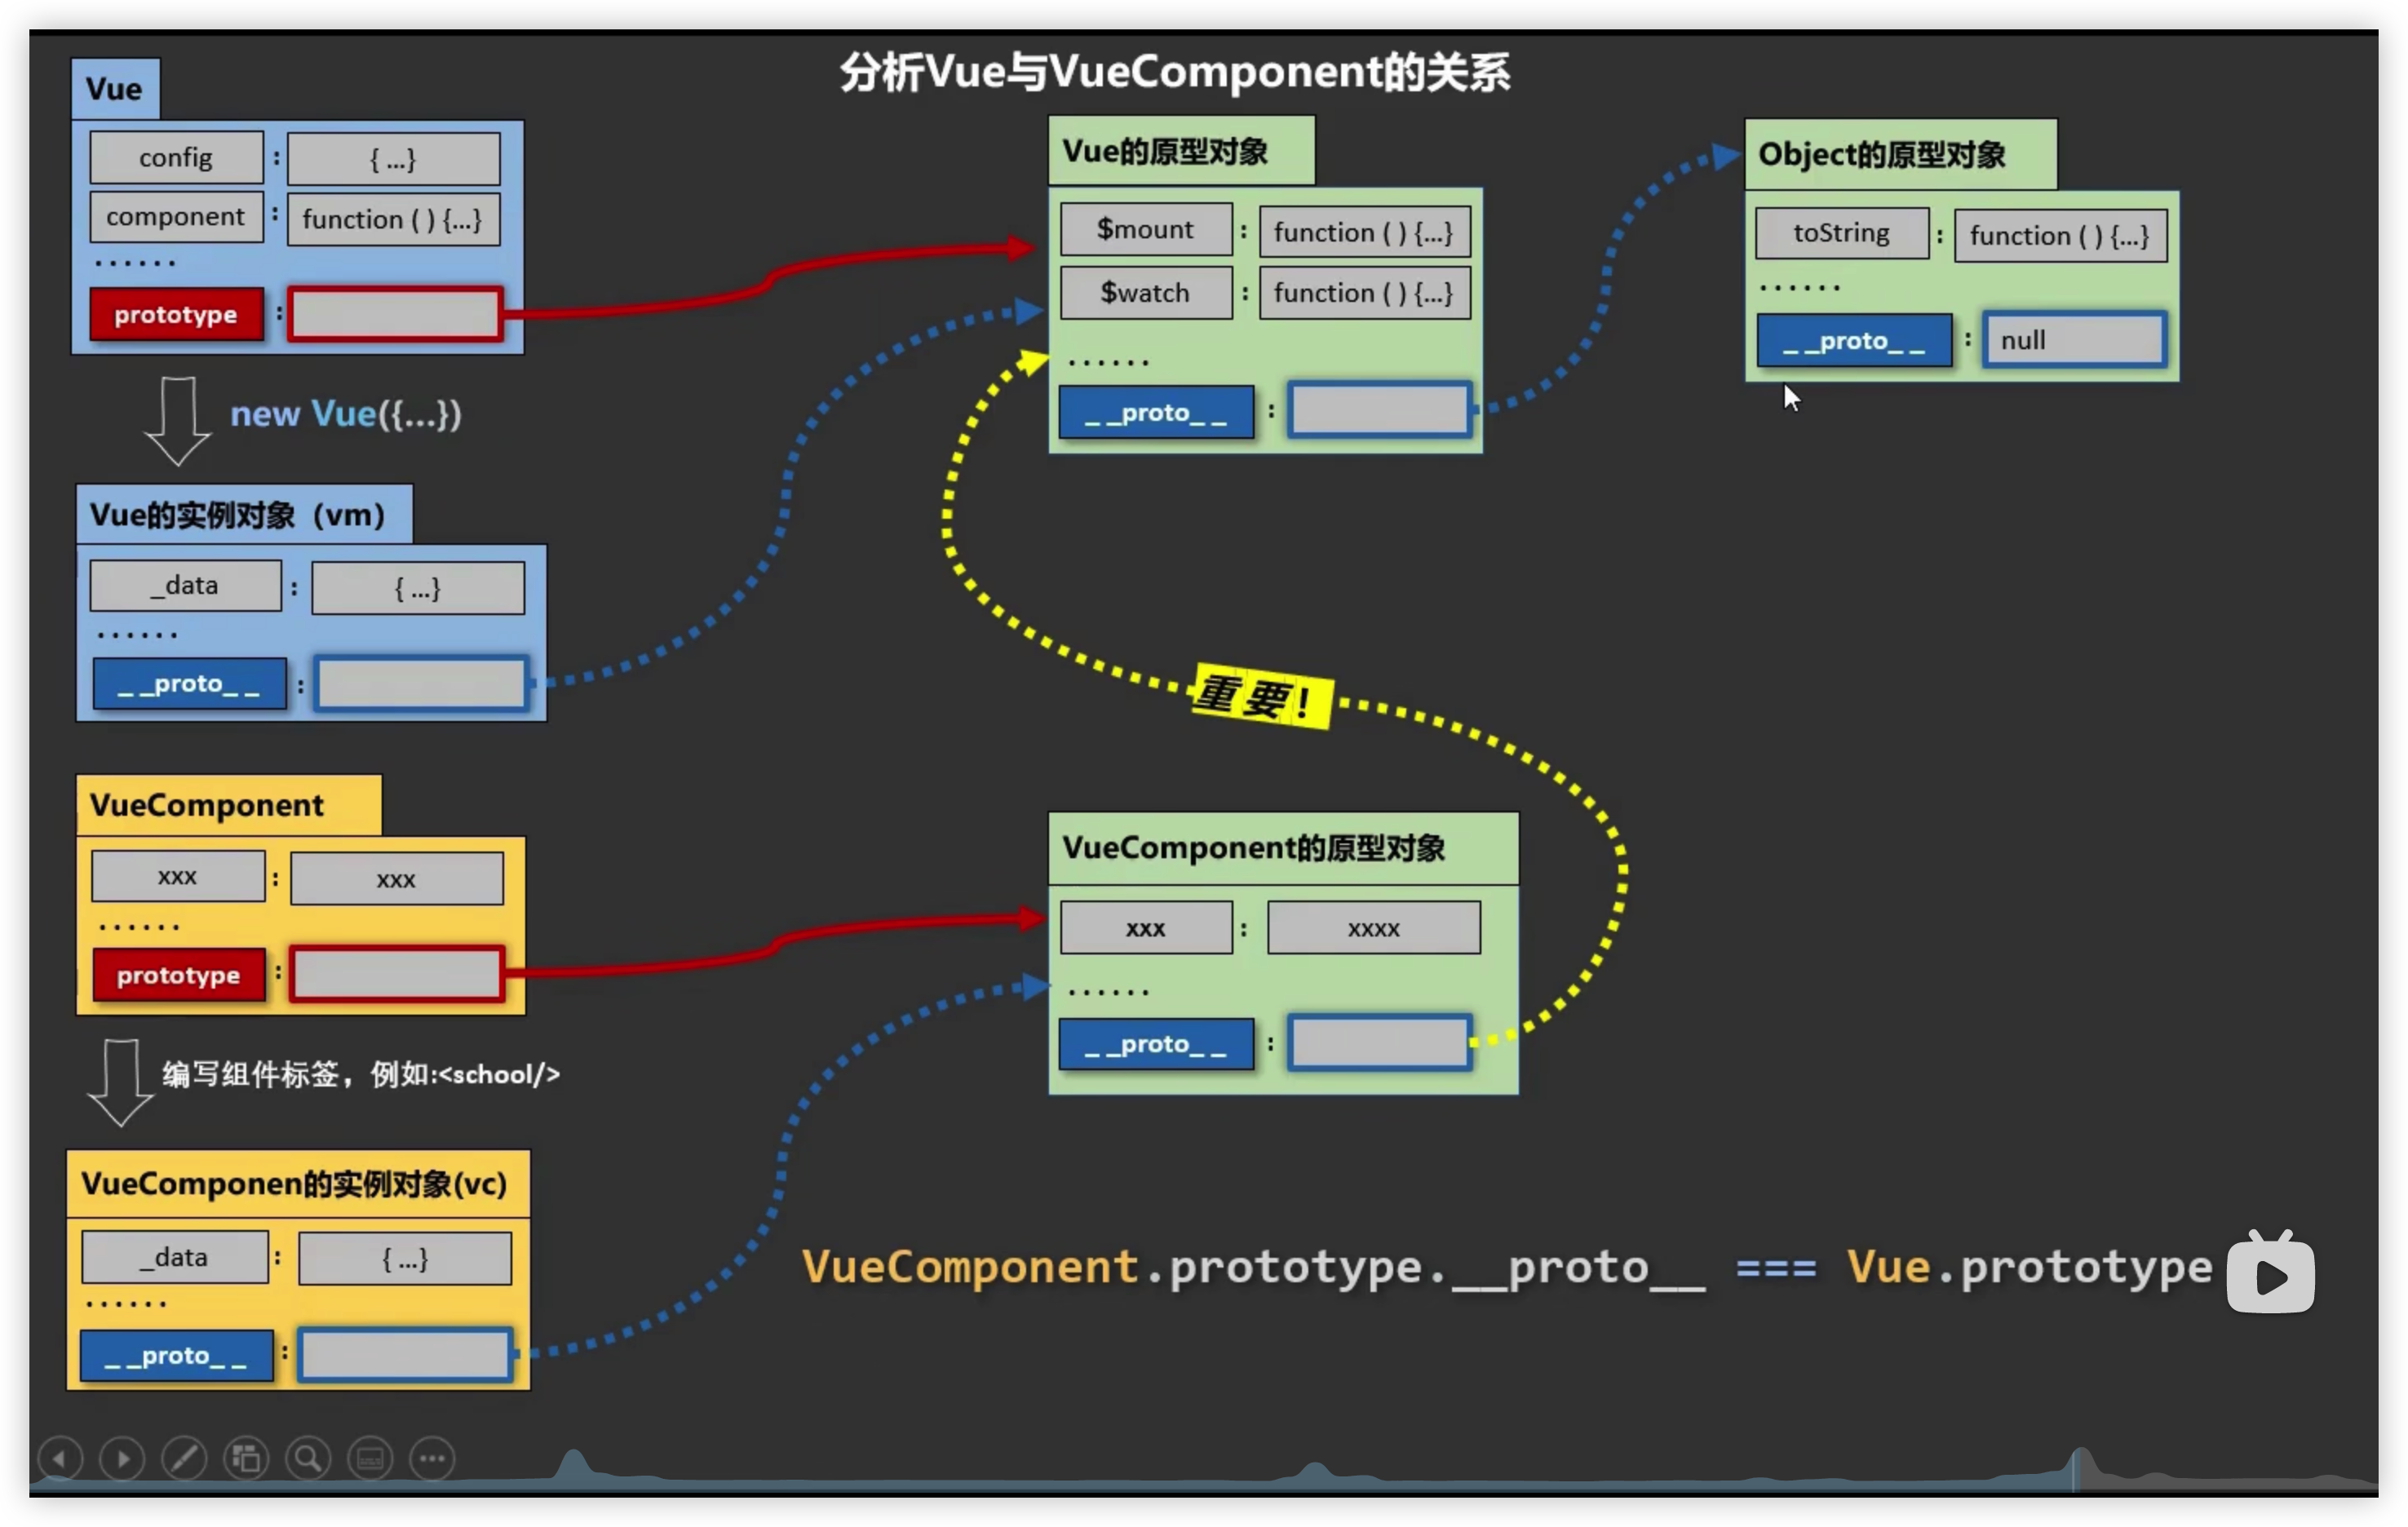 分析Vue与VueComponent的关系
Vue
config : { ...}
component : function ( ) {...}
......
prototype :
new Vue({...})
Vue的实例对象（vm）
_data : { ...}
......
_ _proto_ _ :
VueComponent
xxx : xxx
......
prototype :
编写组件标签，例如:<school/>
VueComponen的实例对象(vc)
_data : { ...}
......
_ _proto_ _ :
Vue的原型对象
$mount : function ( ) {...}
$watch : function ( ) {...}
......
_ _proto_ _ :
Object的原型对象
toString : function ( ) {...}
......
_ _proto_ _ : null
重要！
VueComponent的原型对象
xxx : xxxx
......
_ _proto_ _ :
VueComponent.prototype.__proto__ === Vue.prototype